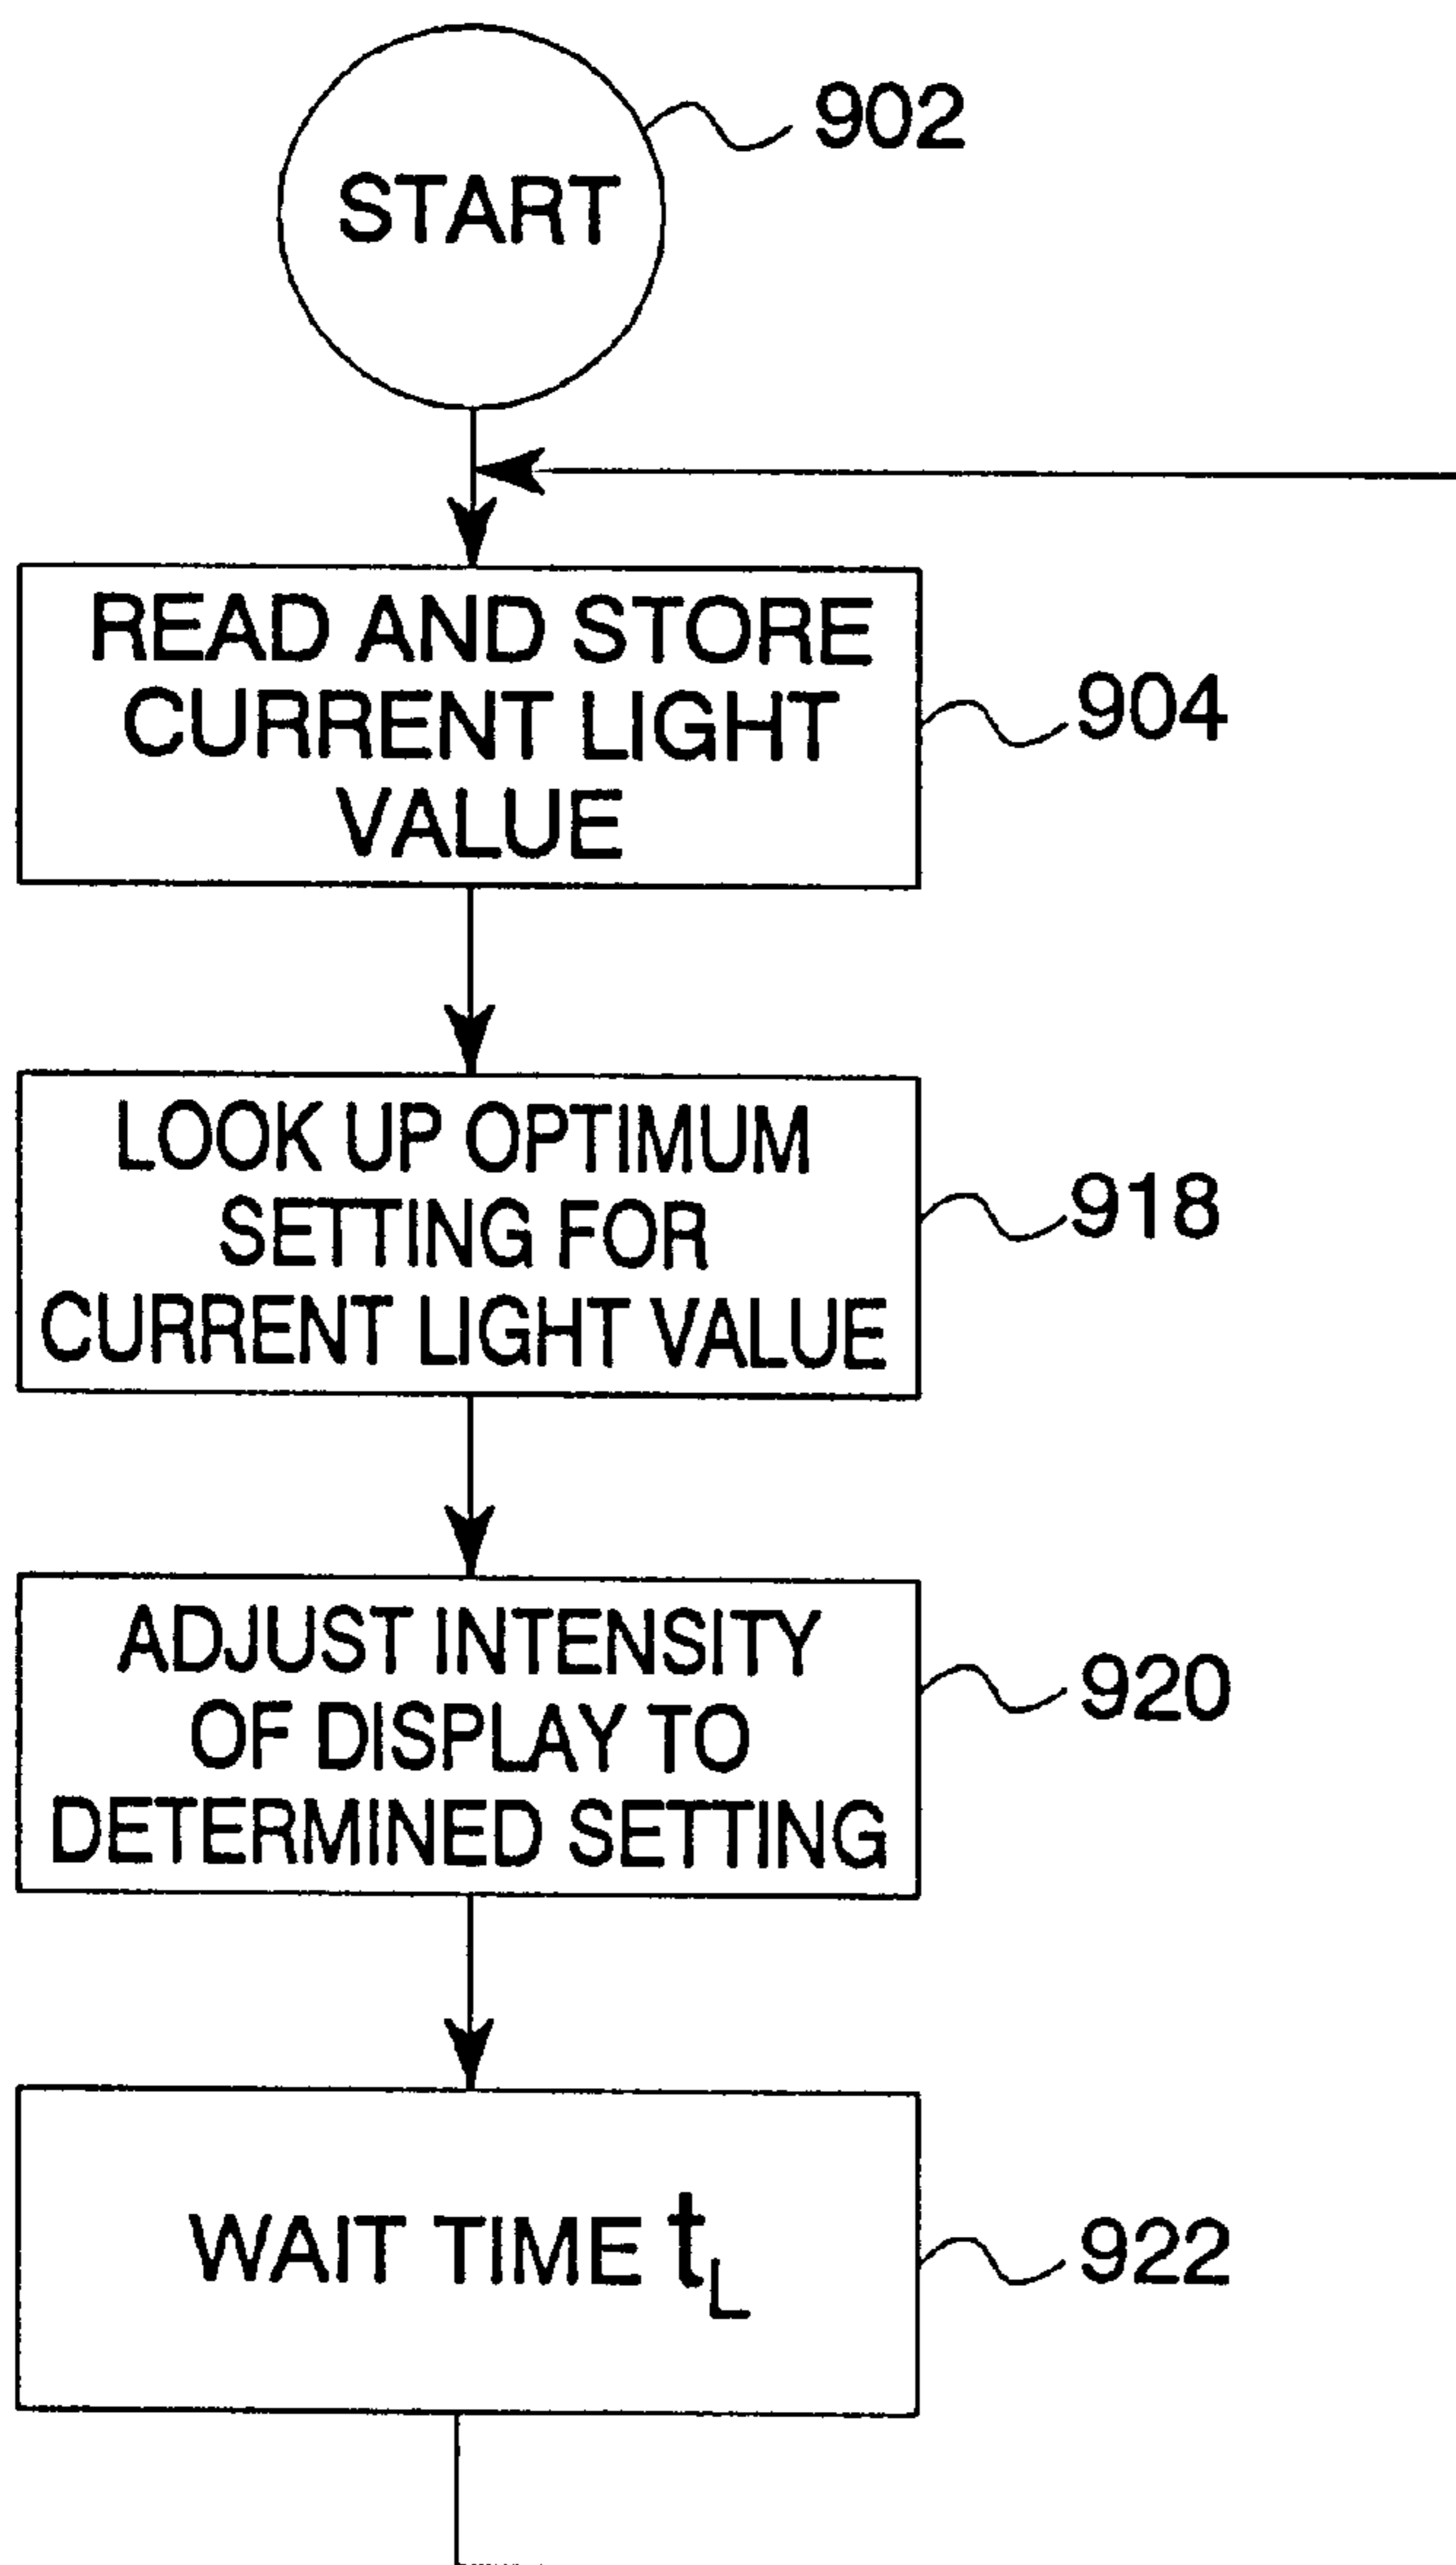 902
START
READ AND STORE
CURRENT LIGHT
VALUE
904
LOOK UP OPTIMUM
SETTING FOR
CURRENT LIGHT VALUE
918
ADJUST INTENSITY
OF DISPLAY TO
DETERMINED SETTING
920
WAIT TIME tL
922